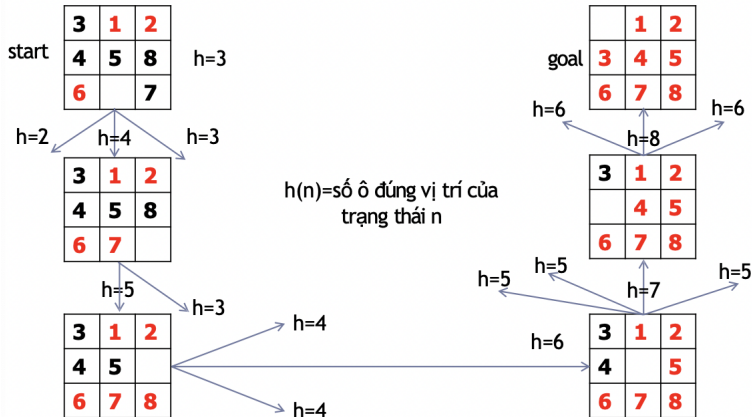 start
3 1 2
4 5 8
6 7
h=3
h=2
h=4
h=3
3 1 2
4 5 8
6 7
h=5
h=3
3 1 2
4 5
6 7 8
h=4
h=4
h(n)=số ô đúng vị trí của
trạng thái n
goal
1 2
3 4 5
6 7 8
h=6
h=8
h=6
3 1 2
4 5
6 7 8
h=5
h=5
h=7
h=5
h=6
3 1 2
4 5
6 7 8